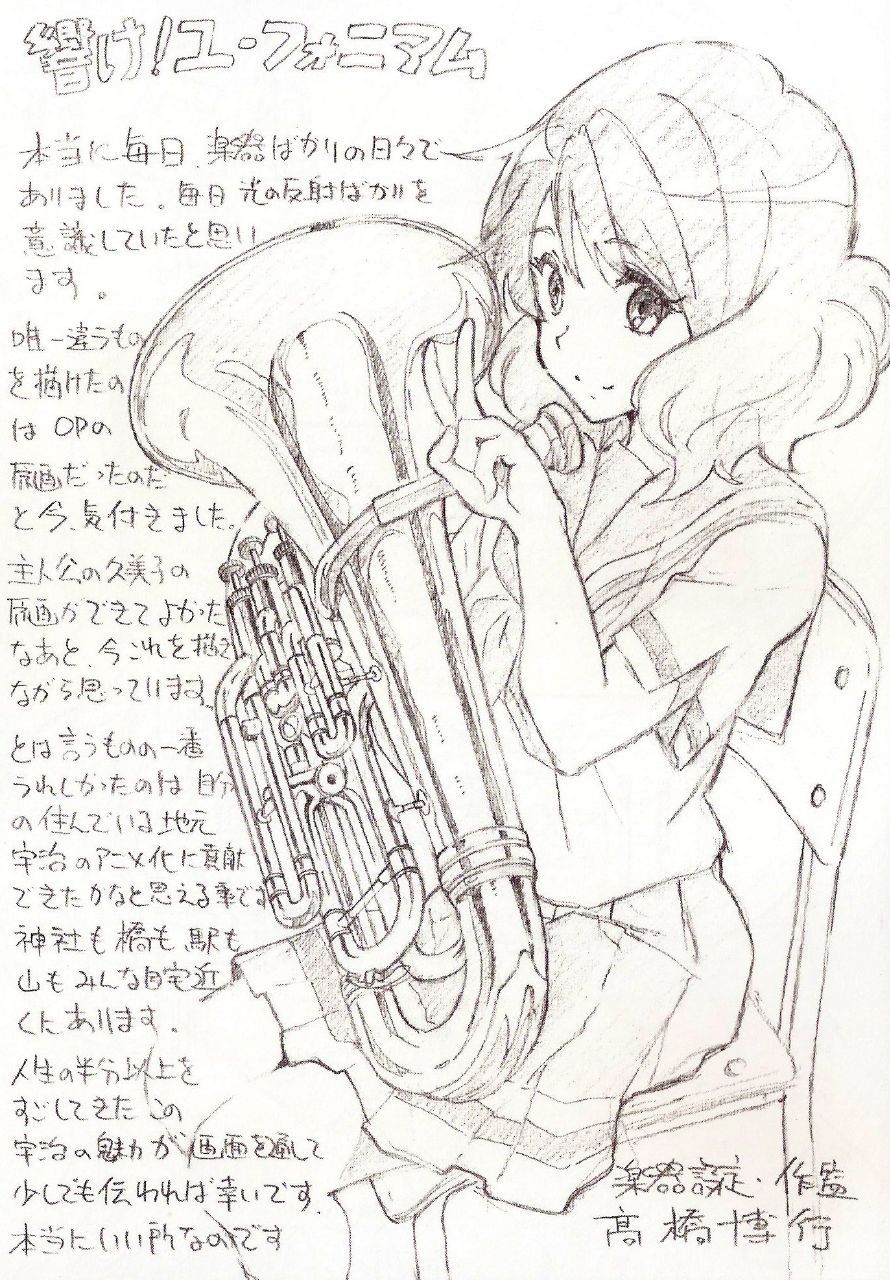 響け!ユーフォニアム
本当に毎日、楽器ばかりの日々で
ありました。毎日光の反射ばかりを
意識していたと思い
ます。
唯一違うもの
を描けたの
は OPの
原画だったのだ
と今、気付きました。
主人公の久美子の
原画ができてよかった
なあと、今これを描き
ながら思っています。
とは言うものの一番
うれしかったのは自分
の住んでいる地元
宇治のアニメ化に貢献
できたかなと思える事です
神社も橋も駅も
山もみんな自宅近
くにあります。
人生の半分以上を
すごしてきたこの
宇治の魅力が画面を通して
少しでも伝われば幸いです。
本当にいい所なのです
楽器設定・作監
高橋博行